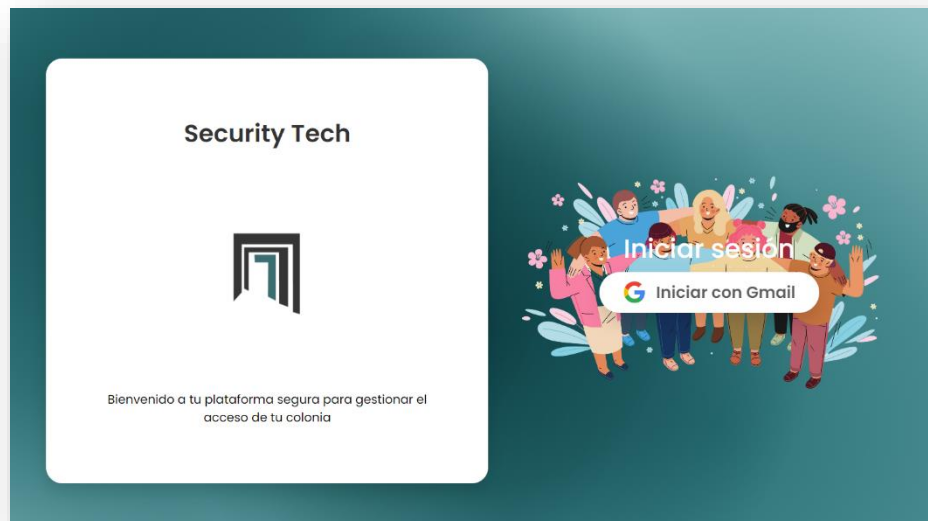 Security Tech
Bienvenido a tu plataforma segura para gestionar el
acceso de tu colonia
Iniciar sesión
Iniciar con Gmail